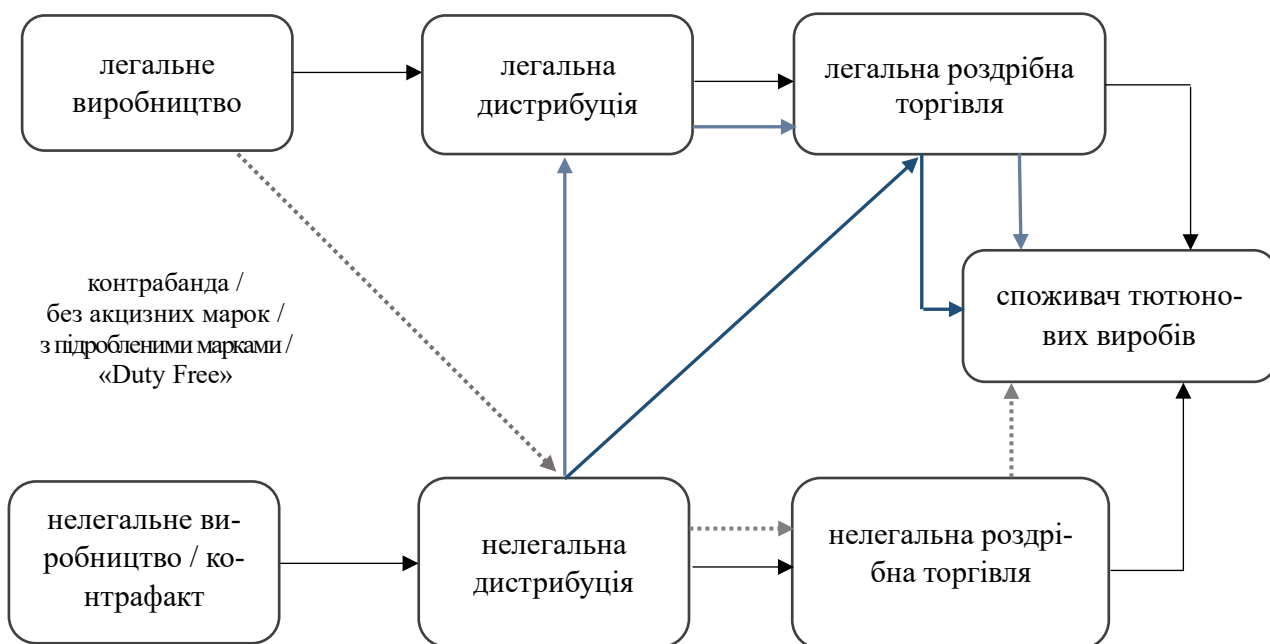 легальне
виробництво
легальна
дистрибуція
легальна роздрібна
торгівля
контрабанда /
без акцизних марок /
з підробленими марками /
«Duty Free»
споживач тютюно-
вих виробів
нелегальне ви-
робництво / ко-
нтрафакт
нелегальна
дистрибуція
нелегальна роздрі-
бна торгівля